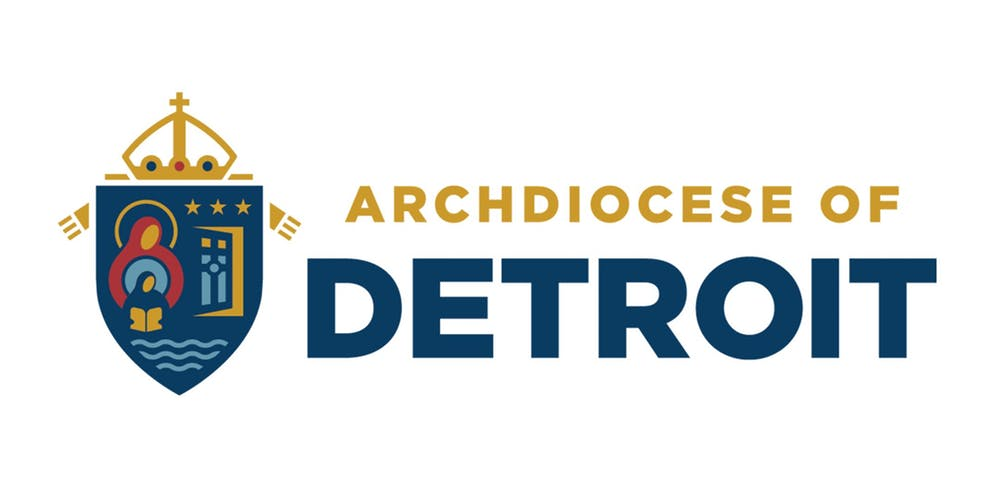 ARCHDIOCESE OF
DETROIT